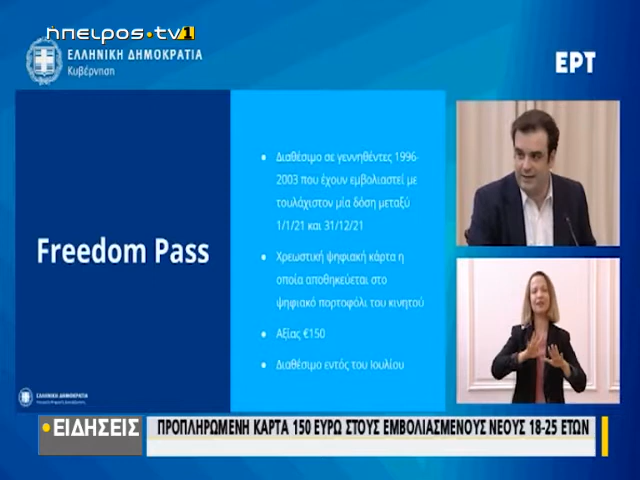 ηπειρος.tv1
ΕΛΛΗΝΙΚΗ ΔΗΜΟΚΡΑΤΙΑ
Κυβέρνηση
ΕΡΤ
Freedom Pass
• Διαθέσιμο σε γεννηθέντες 1996-
2003 που έχουν εμβολιαστεί με
τουλάχιστον μία δόση μεταξύ
1/1/21 και 31/12/21
• Χρεωστική ψηφιακή κάρτα η
οποία αποθηκεύεται στο
ψηφιακό πορτοφόλι του κινητού
• Αξίας €150
• Διαθέσιμο εντός του Ιουλίου
ΕΛΛΗΝΙΚΗ ΔΗΜΟΚΡΑΤΙΑ
•ΕΙΔΗΣΕΙΣ
ΠΡΟΠΛΗΡΩΜΕΝΗ ΚΑΡΤΑ 150 ΕΥΡΩ ΣΤΟΥΣ ΕΜΒΟΛΙΑΣΜΕΝΟΥΣ ΝΕΟΥΣ 18-25 ΕΤΩΝ